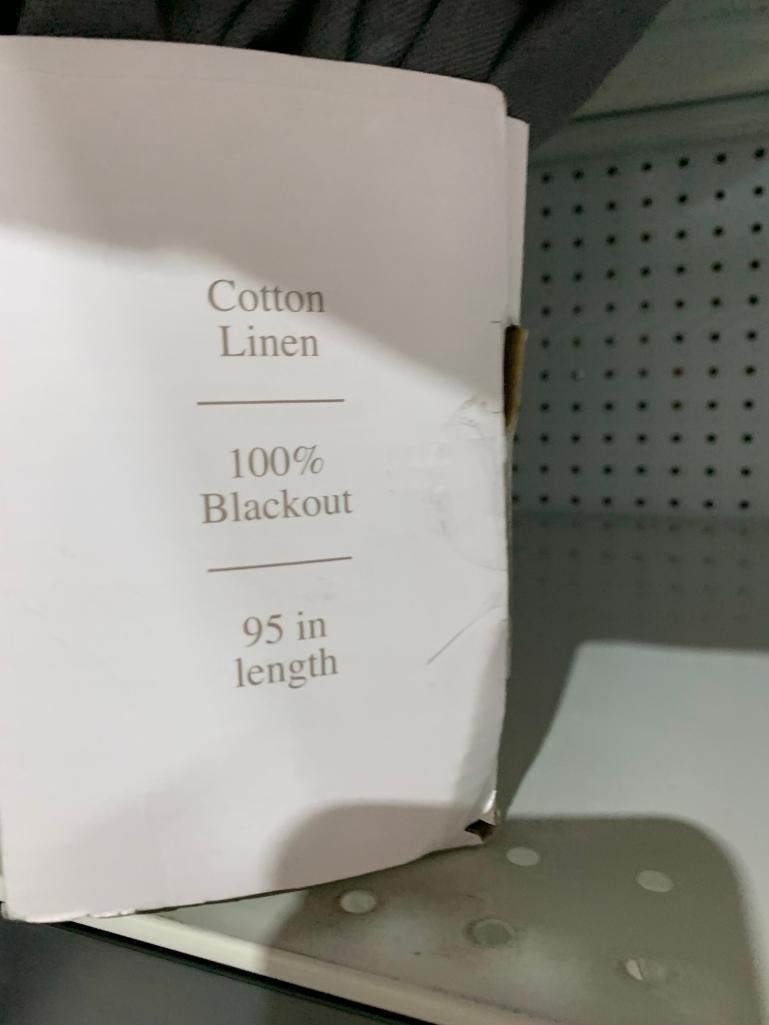 Cotton
Linen
100%
Blackout
95 in
length